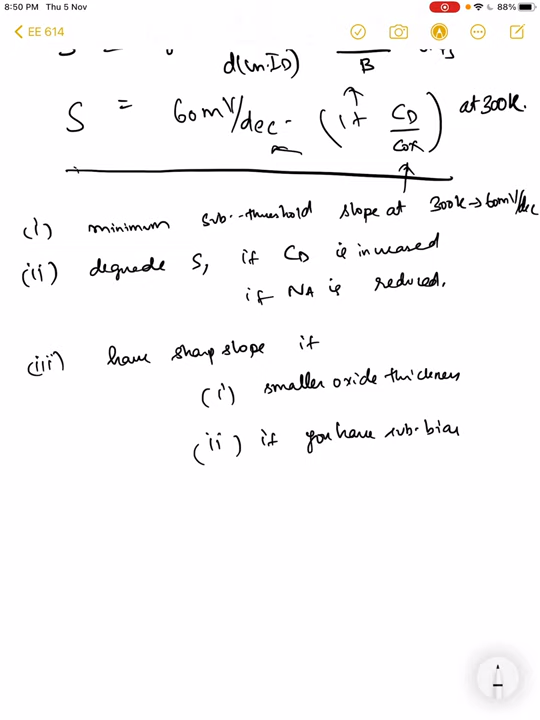 8:50 PM Thu 5 Nov
88%
EE 614
d(ln.ID)
B
S = 60mV/dec- (1+ CD/Cox) at 300k.
(i) minimum sub-threshold slope at 300k→60mV/dec
(ii) degrade S, if CD is increased
if NA is reduced.
(iii) have sharp slope if
(i) smaller oxide thickness
(ii) if you have sub-bias